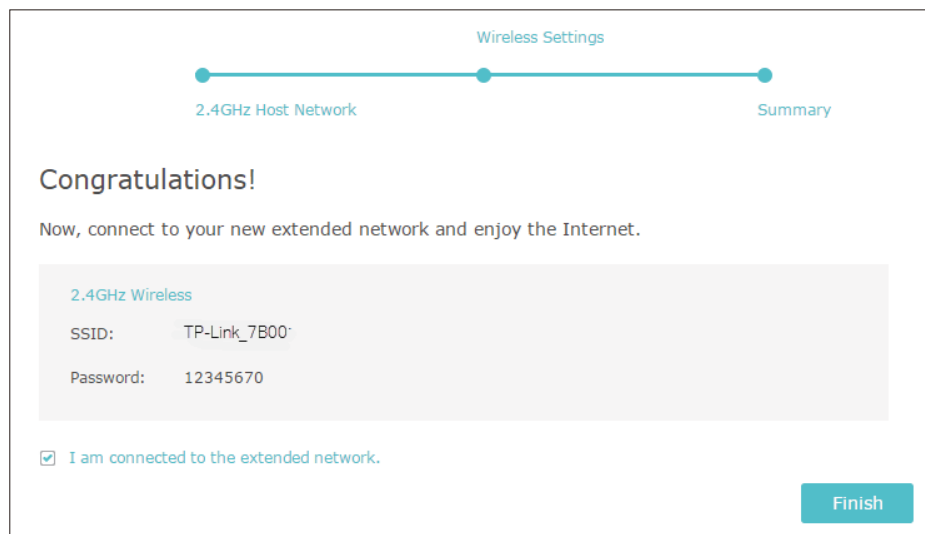 Wireless Settings
2.4GHz Host Network
Summary
Congratulations!
Now, connect to your new extended network and enjoy the Internet.
2.4GHz Wireless
SSID: TP-Link_7B00
Password: 12345670
I am connected to the extended network.
Finish